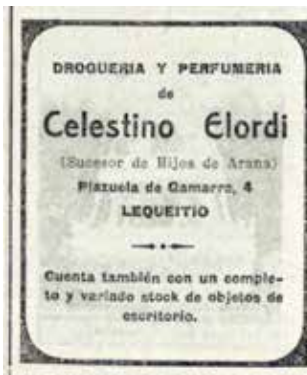 DROGUERIA Y PERFUMERIA
de
Celestino Elordi
(Sucesor de Hijos de Arana)
Plazuela de Gamarra, 4
LEQUEITIO
Cuenta también con un comple-
to y variado stock de objetos de
escritorio.